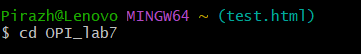 Pirazh@Lenovo MINGW64 ~ (test.html)
$ cd OPI_lab7